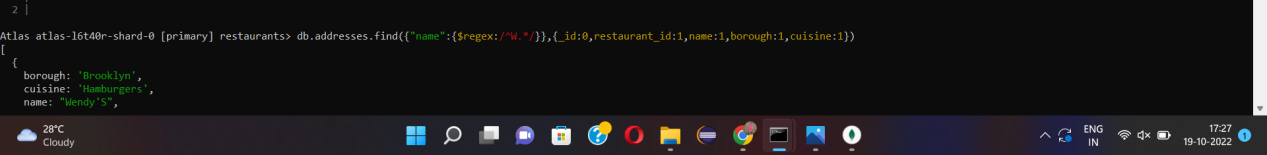 2
Atlas atlas-l6t40r-shard-0 [primary] restaurants> db.addresses.find({"name":{$regex:/^W.*/}},{_id:0,restaurant_id:1,name:1,borough:1,cuisine:1})
[
{
borough: 'Brooklyn',
cuisine: 'Hamburgers',
name: "Wendy'S",
28°C
Cloudy
ENG
IN
17:27
19-10-2022
1